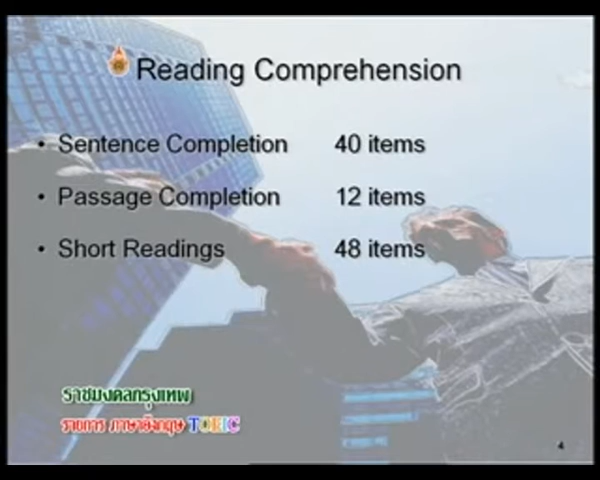 Reading Comprehension
• Sentence Completion 40 items
• Passage Completion 12 items
• Short Readings 48 items
ราชมงคลกรุงเทพ
รายการ ภาษาอังกฤษ TOEIC
4